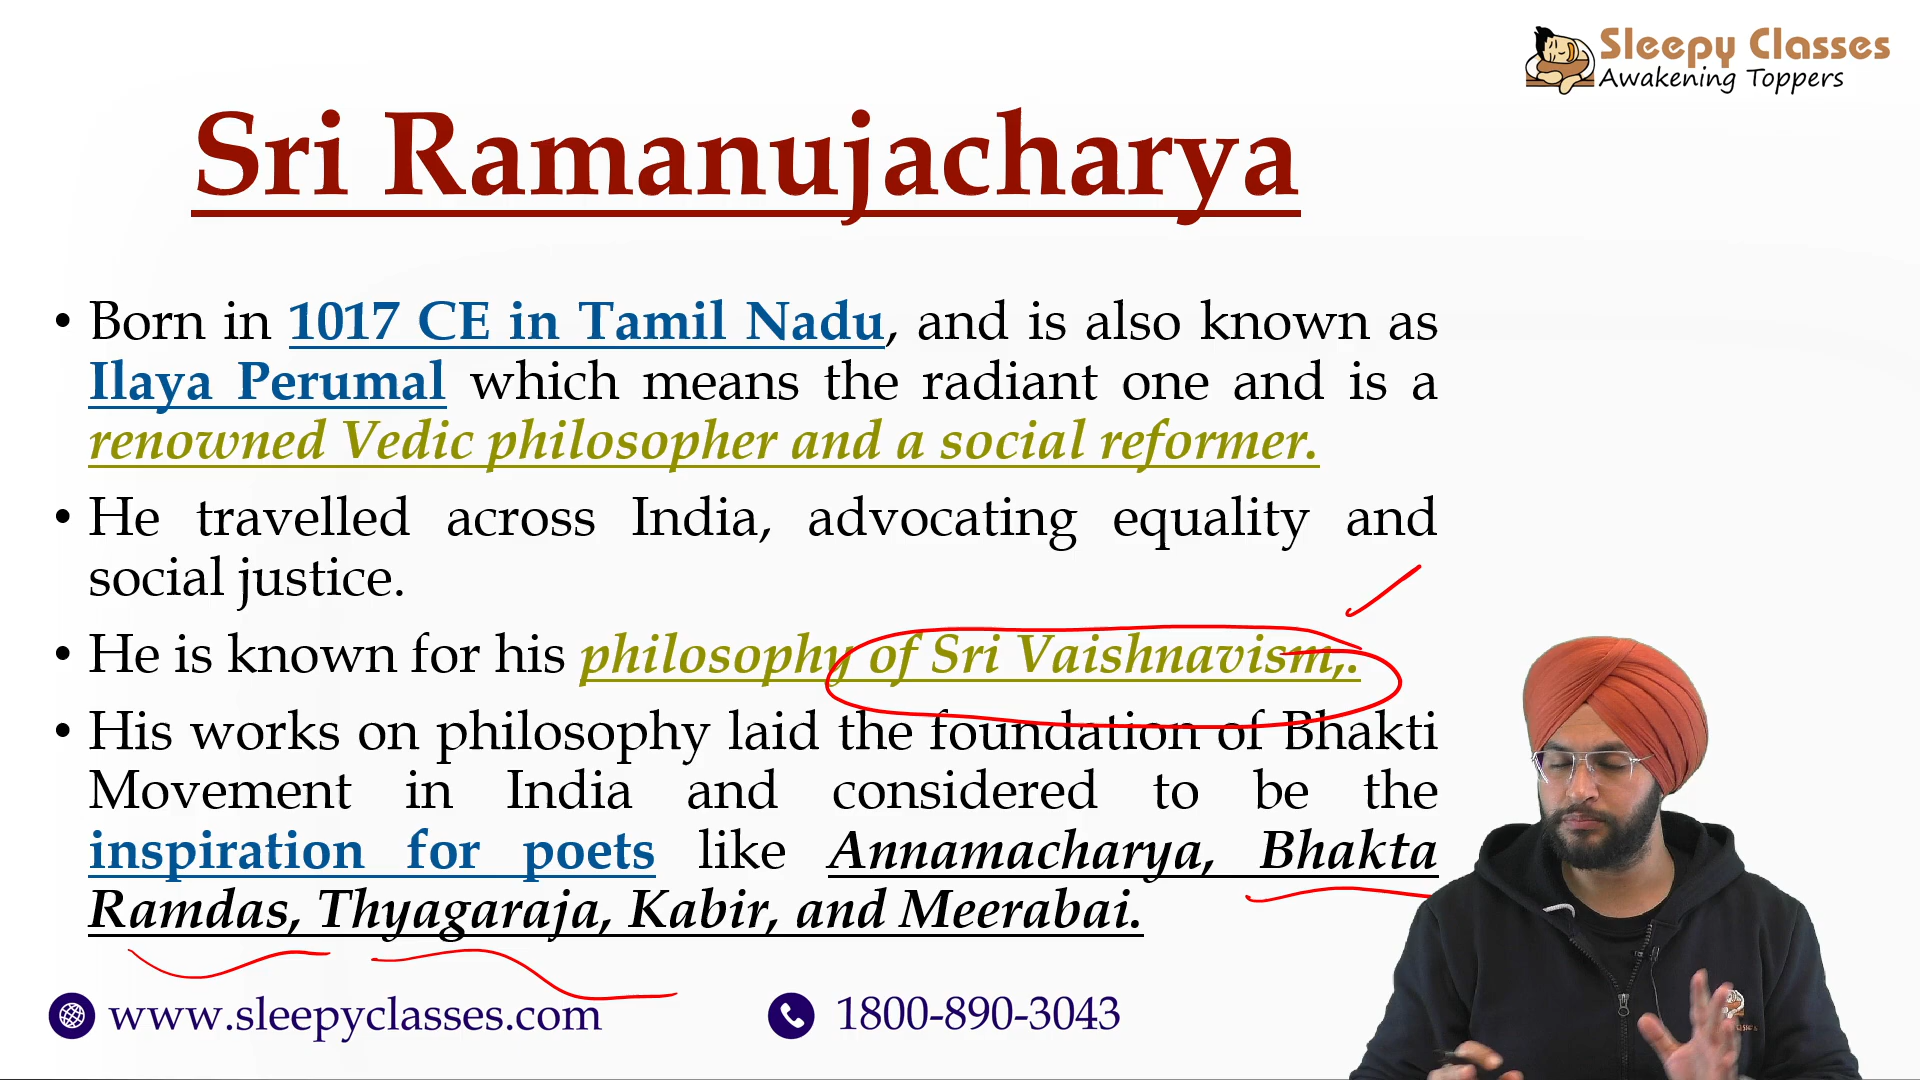 Sleepy Classes
Awakening Toppers
Sri Ramanujacharya
• Born in 1017 CE in Tamil Nadu, and is also known as
Ilaya Perumal which means the radiant one and is a
renowned Vedic philosopher and a social reformer.
• He travelled across India, advocating equality and
social justice.
• He is known for his philosophy of Sri Vaishnavism,.
• His works on philosophy laid the foundation of Bhakti
Movement in India and considered to be the
inspiration for poets like Annamacharya, Bhakta
Ramdas, Thyagaraja, Kabir, and Meerabai.
www.sleepyclasses.com
1800-890-3043